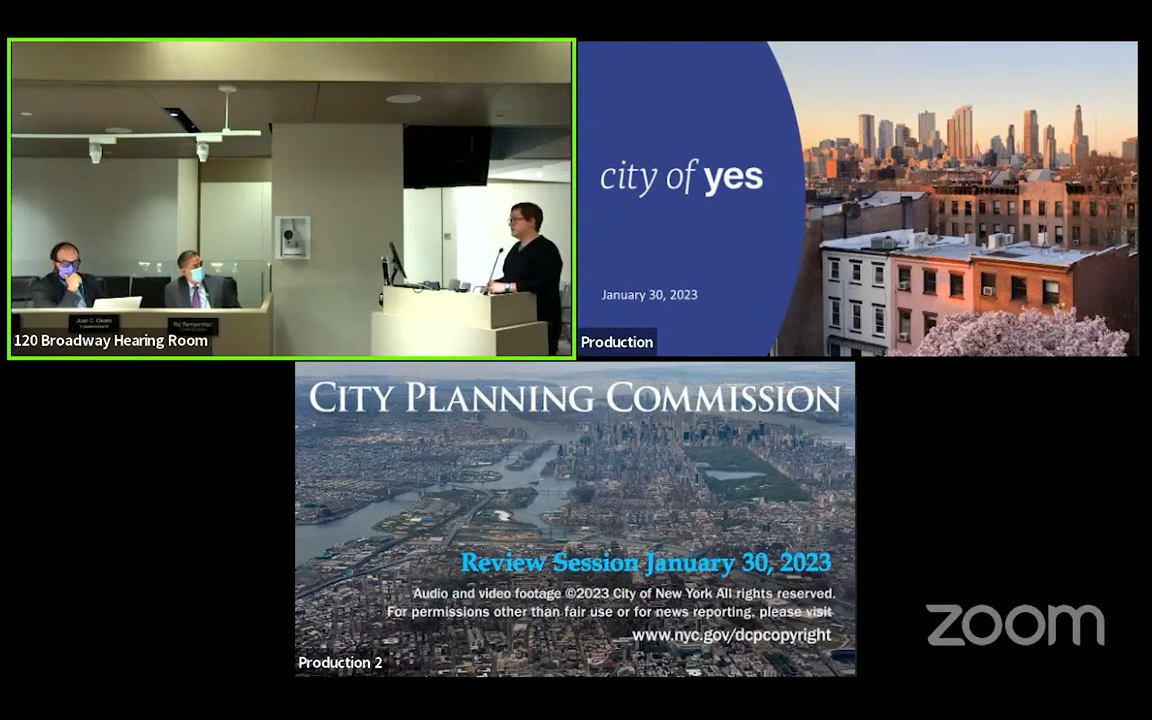 Juan C. Osorio
120 Broadway Hearing Room
city of yes
January 30, 2023
Production
CITY PLANNING COMMISSION
Review Session January 30, 2023
Audio and video footage ©2023 City of New York All rights reserved.
For permissions other than fair use or for news reporting, please visit
www.nyc.gov/dcpcopyright
Production 2
zoom